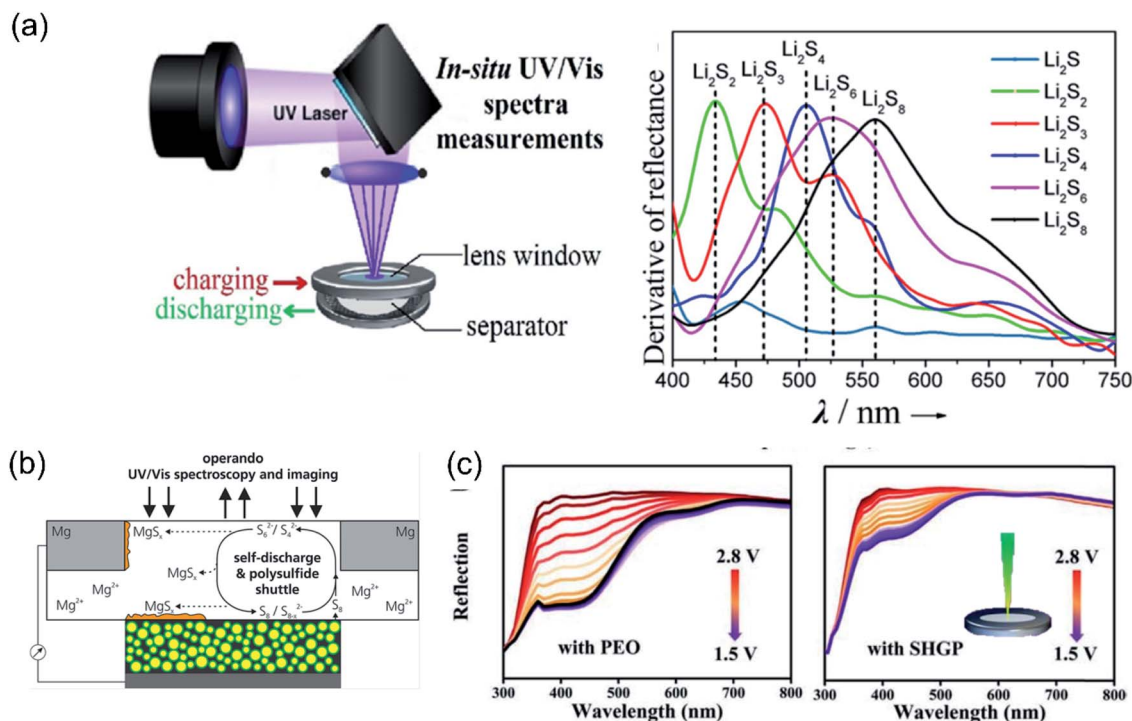 (a)
In-situ UV/Vis
spectra
measurements
UV Laser
lens window
charging
discharging
separator
Derivative of reflectance
Li₂S₂
Li₂S₃
Li₂S₄
Li₂S₆
Li₂S₈
Li₂S
Li₂S₂
Li₂S₃
Li₂S₄
Li₂S₆
Li₂S₈
400 450 500 550 600 650 700 750
λ / nm →
(b)
operando
UV/Vis spectroscopy and imaging
Mg
MgSₓ
S₆²⁻/ S₄²⁻
Mg
self-discharge
& polysulfide
shuttle
MgSₓ
Mg²⁺
Mg²⁺
Mg²⁺
Mg²⁺
MgSₓ
S₈ / S₈₋ₓ²⁻
S₈
(c)
Reflection
2.8 V
1.5 V
with PEO
300 400 500 600 700 800
Wavelength (nm)
2.8 V
1.5 V
with SHGP
300 400 500 600 700 800
Wavelength (nm)